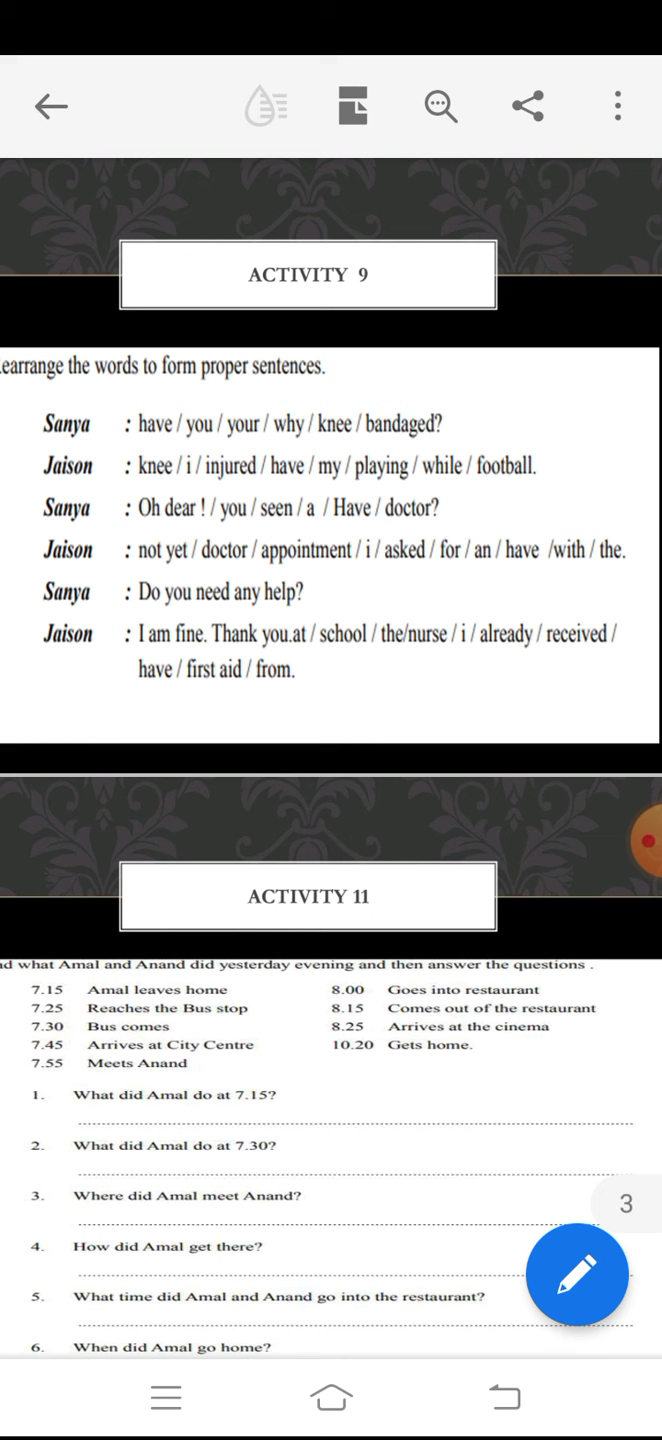 ACTIVITY 9
earrange the words to form proper sentences.
Sanya : have / you / your / why / knee / bandaged?
Jaison : knee / i / injured / have / my / playing / while / football.
Sanya : Oh dear ! / you / seen / a / Have / doctor?
Jaison : not yet / doctor / appointment / i / asked / for / an / have /with / the.
Sanya : Do you need any help?
Jaison : I am fine. Thank you.at / school / the/nurse / i / already / received /
have / first aid / from.
ACTIVITY 11
d what Amal and Anand did yesterday evening and then answer the questions .
7.15 Amal leaves home 8.00 Goes into restaurant
7.25 Reaches the Bus stop 8.15 Comes out of the restaurant
7.30 Bus comes 8.25 Arrives at the cinema
7.45 Arrives at City Centre 10.20 Gets home.
7.55 Meets Anand
1. What did Amal do at 7.15?
2. What did Amal do at 7.30?
3. Where did Amal meet Anand?
3
4. How did Amal get there?
5. What time did Amal and Anand go into the restaurant?
6. When did Amal go home?